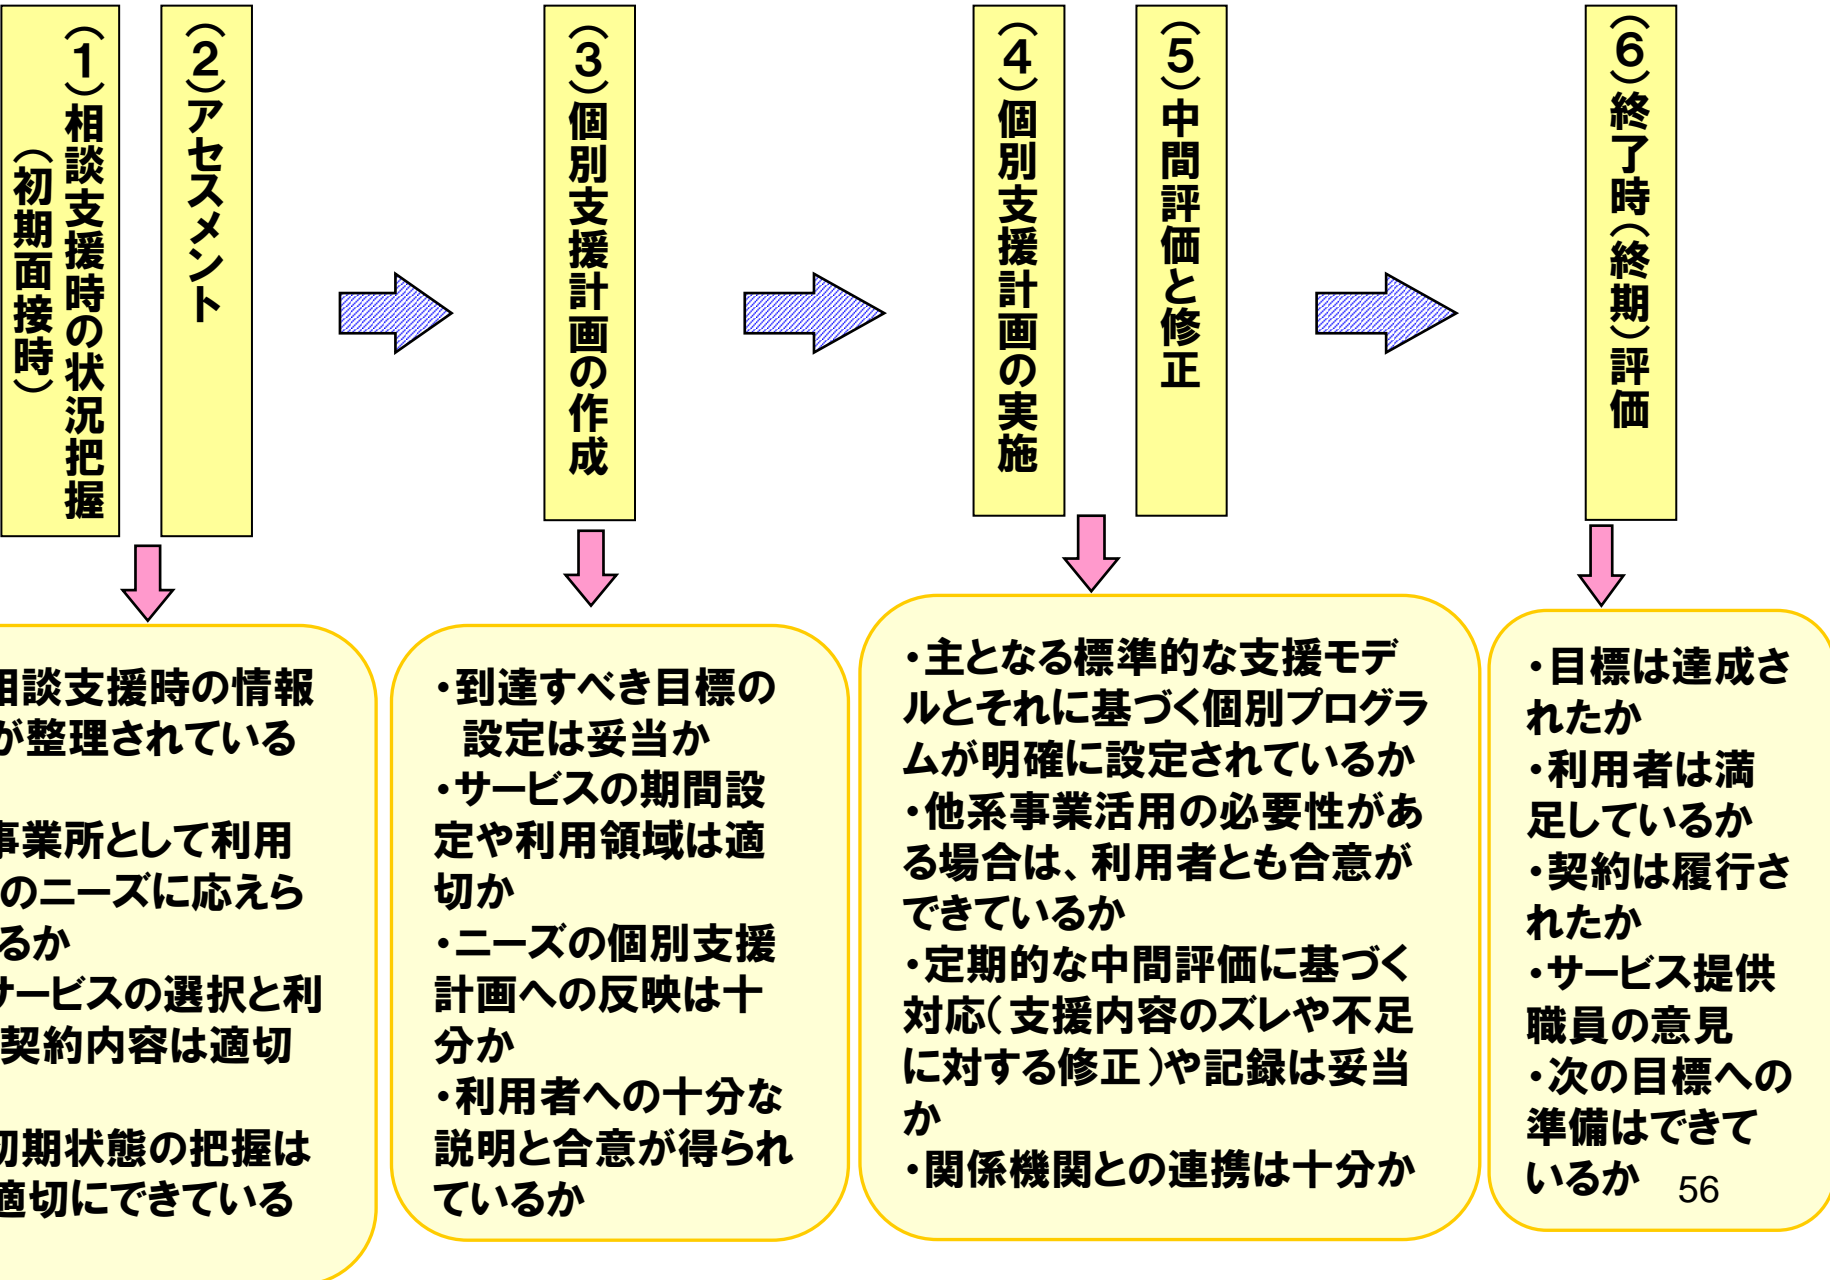 (1)相談支援時の状況把握
(初期面接時)
(2)アセスメント
(3)個別支援計画の作成
(4)個別支援計画の実施
(5)中間評価と修正
(6)終了時(終期)評価
相談支援時の情報
が整理されている
事業所として利用
のニーズに応えら
るか
サービスの選択と利
契約内容は適切
初期状態の把握は
適切にできている
・到達すべき目標の
設定は妥当か
・サービスの期間設
定や利用領域は適
切か
・ニーズの個別支援
計画への反映は十
分か
・利用者への十分な
説明と合意が得られ
ているか
・主となる標準的な支援モデ
ルとそれに基づく個別プログラ
ムが明確に設定されているか
・他系事業活用の必要性があ
る場合は、利用者とも合意が
できているか
・定期的な中間評価に基づく
対応(支援内容のズレや不足
に対する修正)や記録は妥当
か
・関係機関との連携は十分か
・目標は達成さ
れたか
・利用者は満
足しているか
・契約は履行さ
れたか
・サービス提供
職員の意見
・次の目標への
準備はできて
いるか
56